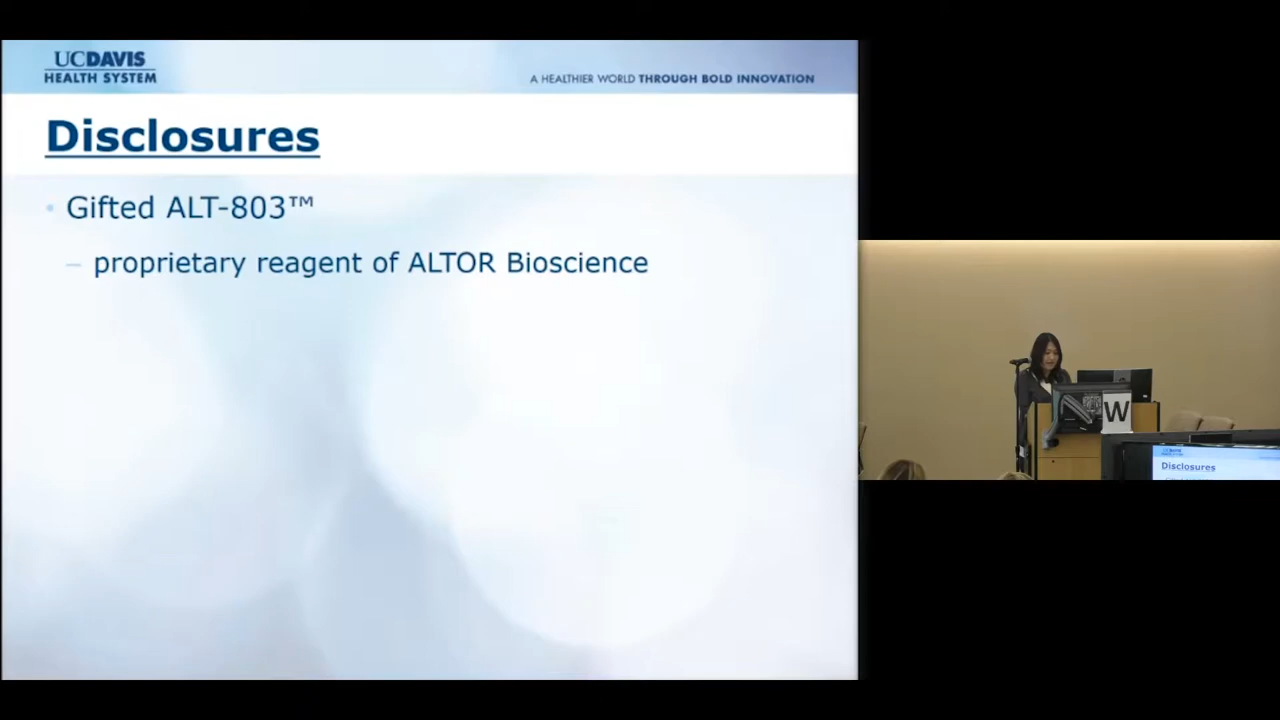 UCDAVIS
HEALTH SYSTEM
A HEALTHIER WORLD THROUGH BOLD INNOVATION
Disclosures
• Gifted ALT-803™
– proprietary reagent of ALTOR Bioscience
W
Disclosures